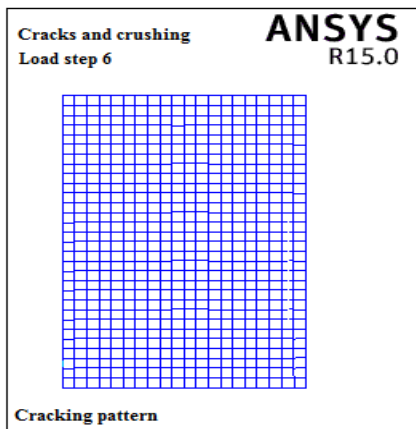 Cracks and crushing
Load step 6
ANSYS
R15.0
Cracking pattern